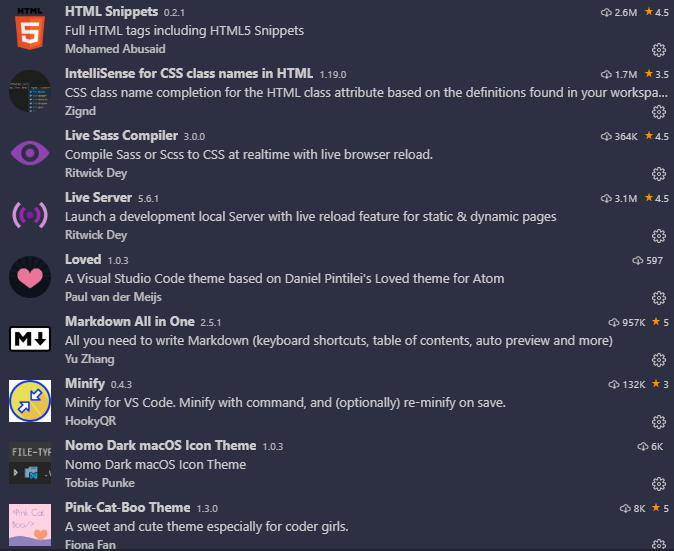 HTML
HTML Snippets 0.2.1 2.6M ★ 4.5
Full HTML tags including HTML5 Snippets
Mohamed Abusaid
IntelliSense for CSS class names in HTML 1.19.0 1.7M ★ 3.5
CSS class name completion for the HTML class attribute based on the definitions found in your workspa...
Zignd
Live Sass Compiler 3.0.0 364K ★ 4.5
Compile Sass or Scss to CSS at realtime with live browser reload.
Ritwick Dey
Live Server 5.6.1 3.1M ★ 4.5
Launch a development local Server with live reload feature for static & dynamic pages
Ritwick Dey
Loved 1.0.3 597
A Visual Studio Code theme based on Daniel Pintilei's Loved theme for Atom
Paul van der Meijs
M
Markdown All in One 2.5.1 957K ★ 5
All you need to write Markdown (keyboard shortcuts, table of contents, auto preview and more)
Yu Zhang
Minify 0.4.3 132K ★ 3
Minify for VS Code. Minify with command, and (optionally) re-minify on save.
HookyQR
FILE-TYP
Nomo Dark macOS Icon Theme 1.0.3 6K
Nomo Dark macOS Icon Theme
Tobias Punke
<Pink Cat
Boo/>
Pink-Cat-Boo Theme 1.3.0 8K ★ 5
A sweet and cute theme especially for coder girls.
Fiona Fan